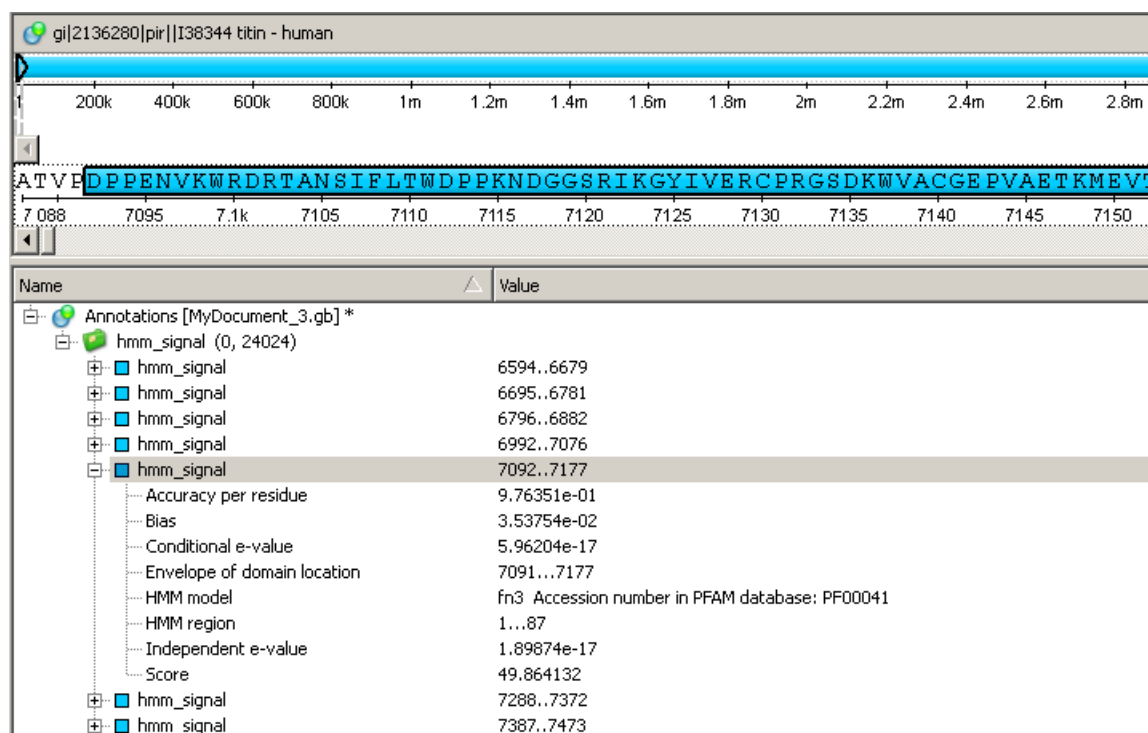 gi|2136280|pir||I38344 titin - human
1 200k 400k 600k 800k 1m 1.2m 1.4m 1.6m 1.8m 2m 2.2m 2.4m 2.6m 2.8m
ATVPDPPENVKWRDRTANSIFLTWDPPKNDGGSRIKGYIVERCPRGSDKWVACGEPVAETKMEVT
7 088 7095 7.1k 7105 7110 7115 7120 7125 7130 7135 7140 7145 7150
Name Value
Annotations [MyDocument_3.gb] *
hmm_signal (0, 24024)
hmm_signal 6594..6679
hmm_signal 6695..6781
hmm_signal 6796..6882
hmm_signal 6992..7076
hmm_signal 7092..7177
Accuracy per residue 9.76351e-01
Bias 3.53754e-02
Conditional e-value 5.96204e-17
Envelope of domain location 7091...7177
HMM model fn3 Accession number in PFAM database: PF00041
HMM region 1...87
Independent e-value 1.89874e-17
Score 49.864132
hmm_signal 7288..7372
hmm_signal 7387..7473